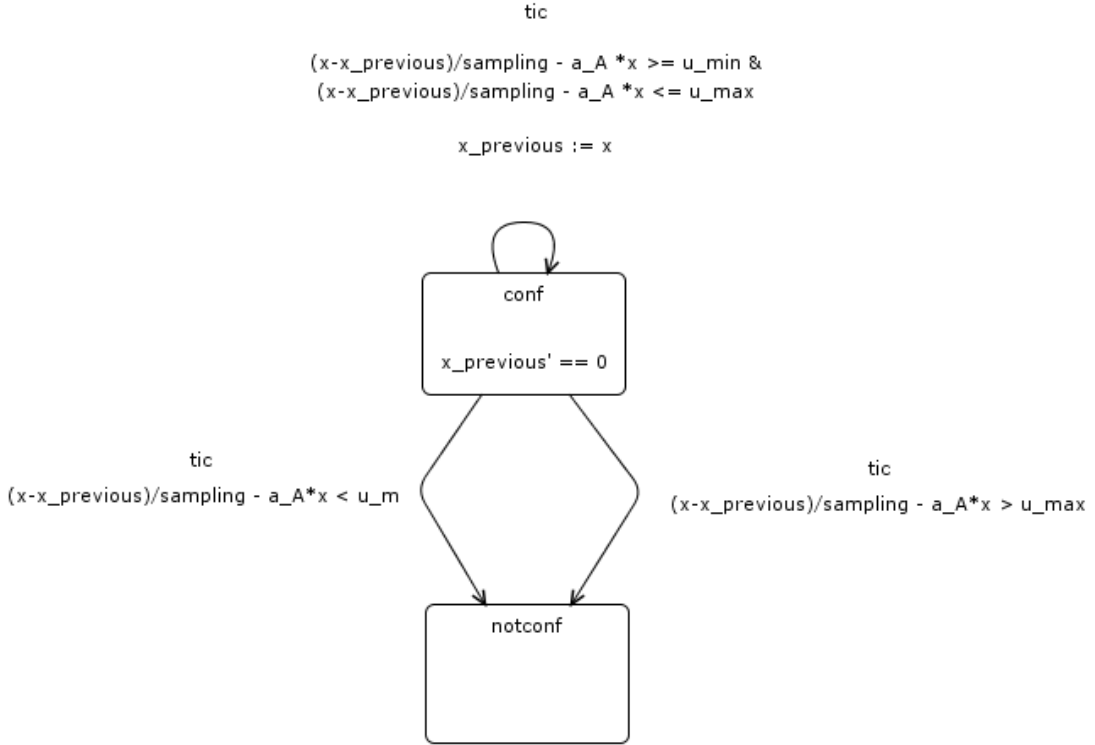 tic
(x-x_previous)/sampling - a_A *x >= u_min &
(x-x_previous)/sampling - a_A *x <= u_max
x_previous := x
conf
x_previous' == 0
tic
(x-x_previous)/sampling - a_A*x < u_m
tic
(x-x_previous)/sampling - a_A*x > u_max
notconf